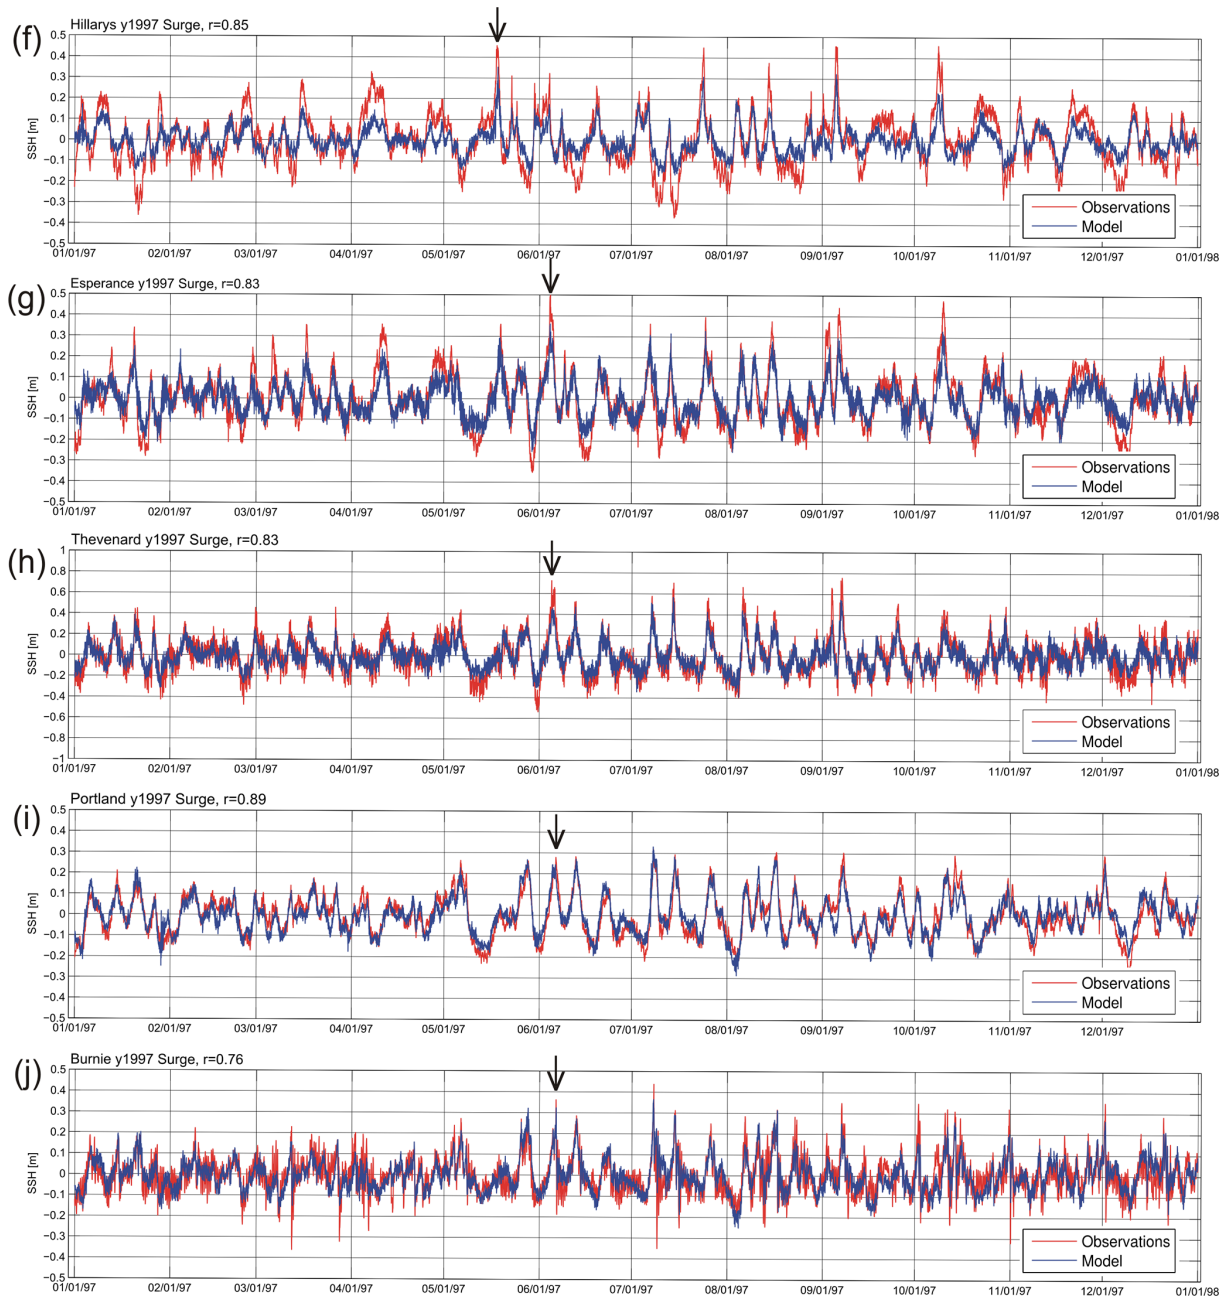 (f)
Hillarys y1997 Surge, r=0.85
0.5
0.4
0.3
0.2
0.1
0
−0.1
−0.2
−0.3
−0.4
−0.5
SSH [m]
Observations
Model
01/01/97 02/01/97 03/01/97 04/01/97 05/01/97 06/01/97 07/01/97 08/01/97 09/01/97 10/01/97 11/01/97 12/01/97 01/01/98
(g)
Esperance y1997 Surge, r=0.83
0.5
0.4
0.3
0.2
0.1
0
−0.1
−0.2
−0.3
−0.4
−0.5
SSH [m]
Observations
Model
01/01/97 02/01/97 03/01/97 04/01/97 05/01/97 06/01/97 07/01/97 08/01/97 09/01/97 10/01/97 11/01/97 12/01/97 01/01/98
(h)
Thevenard y1997 Surge, r=0.83
1
0.8
0.6
0.4
0.2
0
−0.2
−0.4
−0.6
−0.8
−1
SSH [m]
Observations
Model
01/01/97 02/01/97 03/01/97 04/01/97 05/01/97 06/01/97 07/01/97 08/01/97 09/01/97 10/01/97 11/01/97 12/01/97 01/01/98
(i)
Portland y1997 Surge, r=0.89
0.5
0.4
0.3
0.2
0.1
0
−0.1
−0.2
−0.3
−0.4
−0.5
SSH [m]
Observations
Model
01/01/97 02/01/97 03/01/97 04/01/97 05/01/97 06/01/97 07/01/97 08/01/97 09/01/97 10/01/97 11/01/97 12/01/97
(j)
Burnie y1997 Surge, r=0.76
0.5
0.4
0.3
0.2
0.1
0
−0.1
−0.2
−0.3
−0.4
−0.5
SSH [m]
Observations
Model
01/01/97 02/01/97 03/01/97 04/01/97 05/01/97 06/01/97 07/01/97 08/01/97 09/01/97 10/01/97 11/01/97 12/01/97 01/01/98